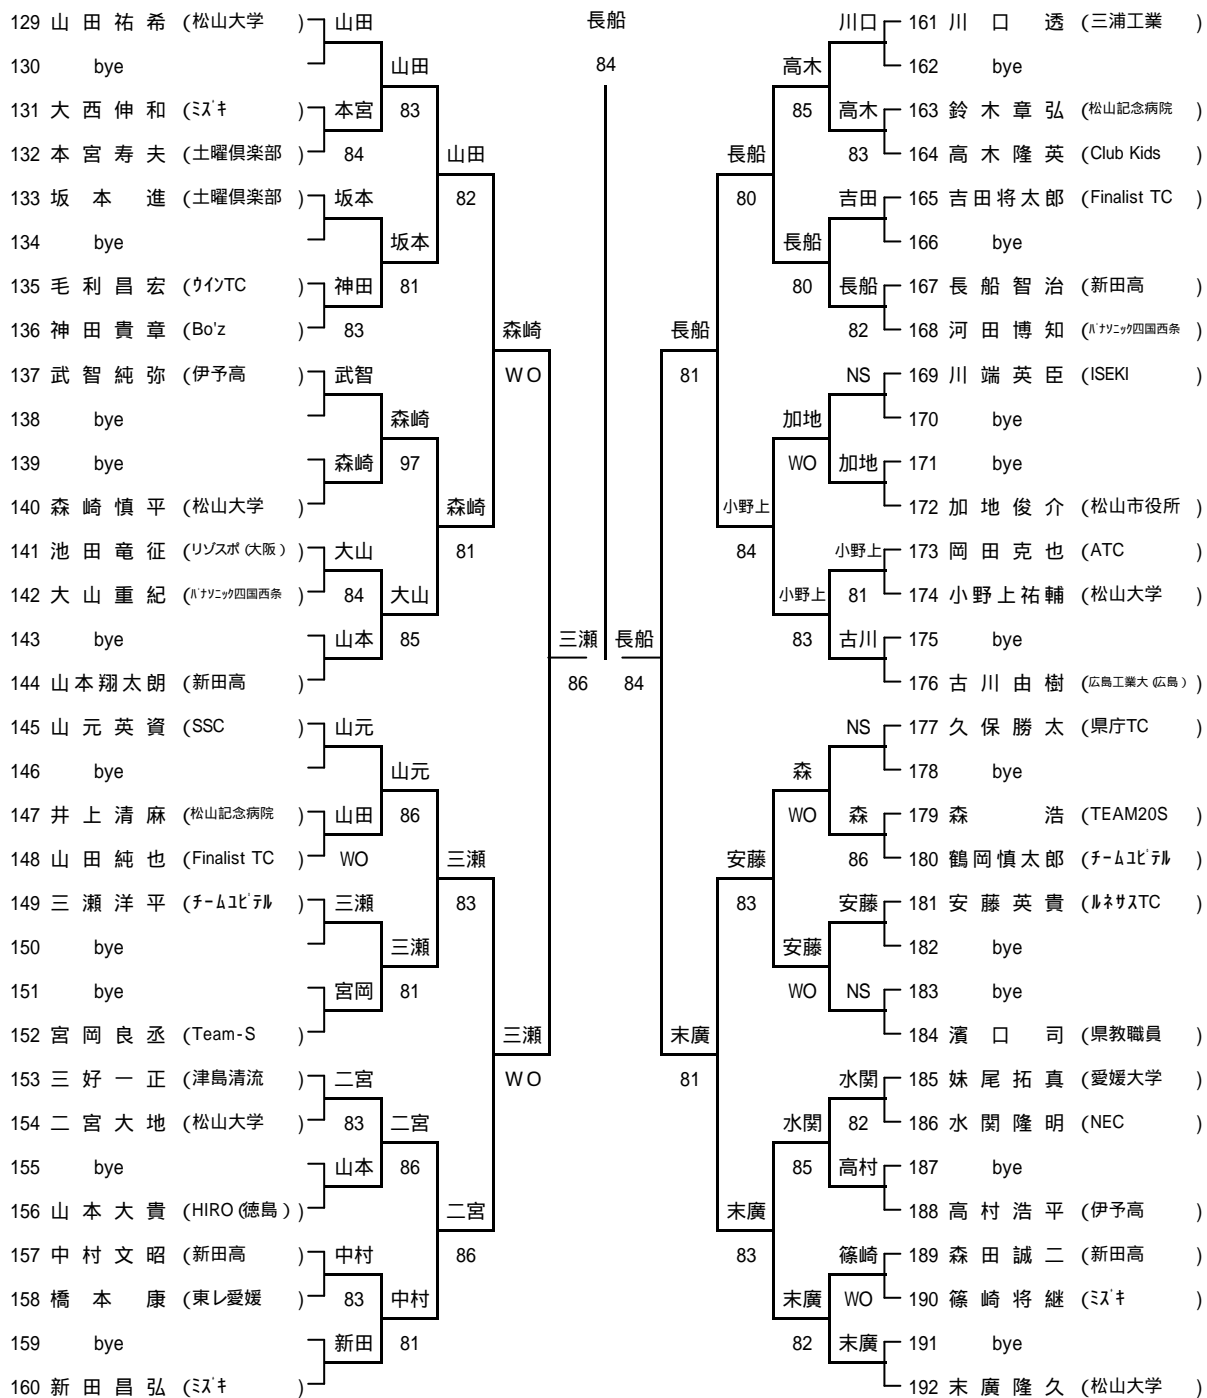 長船
84
129 山田祐希 (松山大学) 山田
130 bye
山田
83
131 大西伸和 (ミズキ) 本宮
132 本宮寿夫 (土曜倶楽部) 84
山田
82
133 坂本 進 (土曜倶楽部) 坂本
134 bye
坂本
81
135 毛利昌宏 (ウインTC) 神田
136 神田貴章 (Bo'z) 83
森崎
WO
137 武智純弥 (伊予高) 武智
138 bye
森崎
97
139 bye 森崎
140 森崎慎平 (松山大学)
森崎
81
141 池田竜征 (リゾスポ(大阪)) 大山
142 大山重紀 (パナソニック四国西条) 84
大山
85
143 bye 山本
144 山本翔太朗 (新田高)
三瀬
86
145 山元英資 (SSC) 山元
146 bye
山元
86
147 井上清麻 (松山記念病院) 山田
148 山田純也 (Finalist TC) WO
三瀬
83
149 三瀬洋平 (チームユピテル) 三瀬
150 bye
三瀬
81
151 bye 宮岡
152 宮岡良丞 (Team-S)
三瀬
WO
153 三好一正 (津島清流) 二宮
154 二宮大地 (松山大学) 83
二宮
86
155 bye 山本
156 山本大貴 (HIRO(徳島))
二宮
86
157 中村文昭 (新田高) 中村
158 橋本 康 (東レ愛媛) 83
中村
81
159 bye 新田
160 新田昌弘 (ミズキ)
川口 161 川口 透 (三浦工業)
162 bye
高木
85
高木 163 鈴木章弘 (松山記念病院)
83 164 高木隆英 (Club Kids)
長船
80
吉田 165 吉田将太郎 (Finalist TC)
166 bye
長船
80
長船 167 長船智治 (新田高)
82 168 河田博知 (パナソニック四国西条)
長船
81
NS 169 川端英臣 (ISEKI)
170 bye
加地
WO
加地 171 bye
172 加地俊介 (松山市役所)
小野上
84
小野上 173 岡田克也 (ATC)
81 174 小野上祐輔 (松山大学)
小野上
83
古川 175 bye
176 古川由樹 (広島工業大(広島))
長船
84
NS 177 久保勝太 (県庁TC)
178 bye
森
WO
森 179 森 浩 (TEAM20S)
86 180 鶴岡慎太郎 (チームユピテル)
安藤
83
安藤 181 安藤英貴 (ルネサスTC)
182 bye
安藤
WO
NS 183 bye
184 濱口 司 (県教職員)
末廣
81
水関 185 妹尾拓真 (愛媛大学)
82 186 水関隆明 (NEC)
水関
85
高村 187 bye
188 高村浩平 (伊予高)
末廣
83
篠崎 189 森田誠二 (新田高)
WO 190 篠崎将継 (ミズキ)
末廣
82
末廣 191 bye
192 末廣隆久 (松山大学)